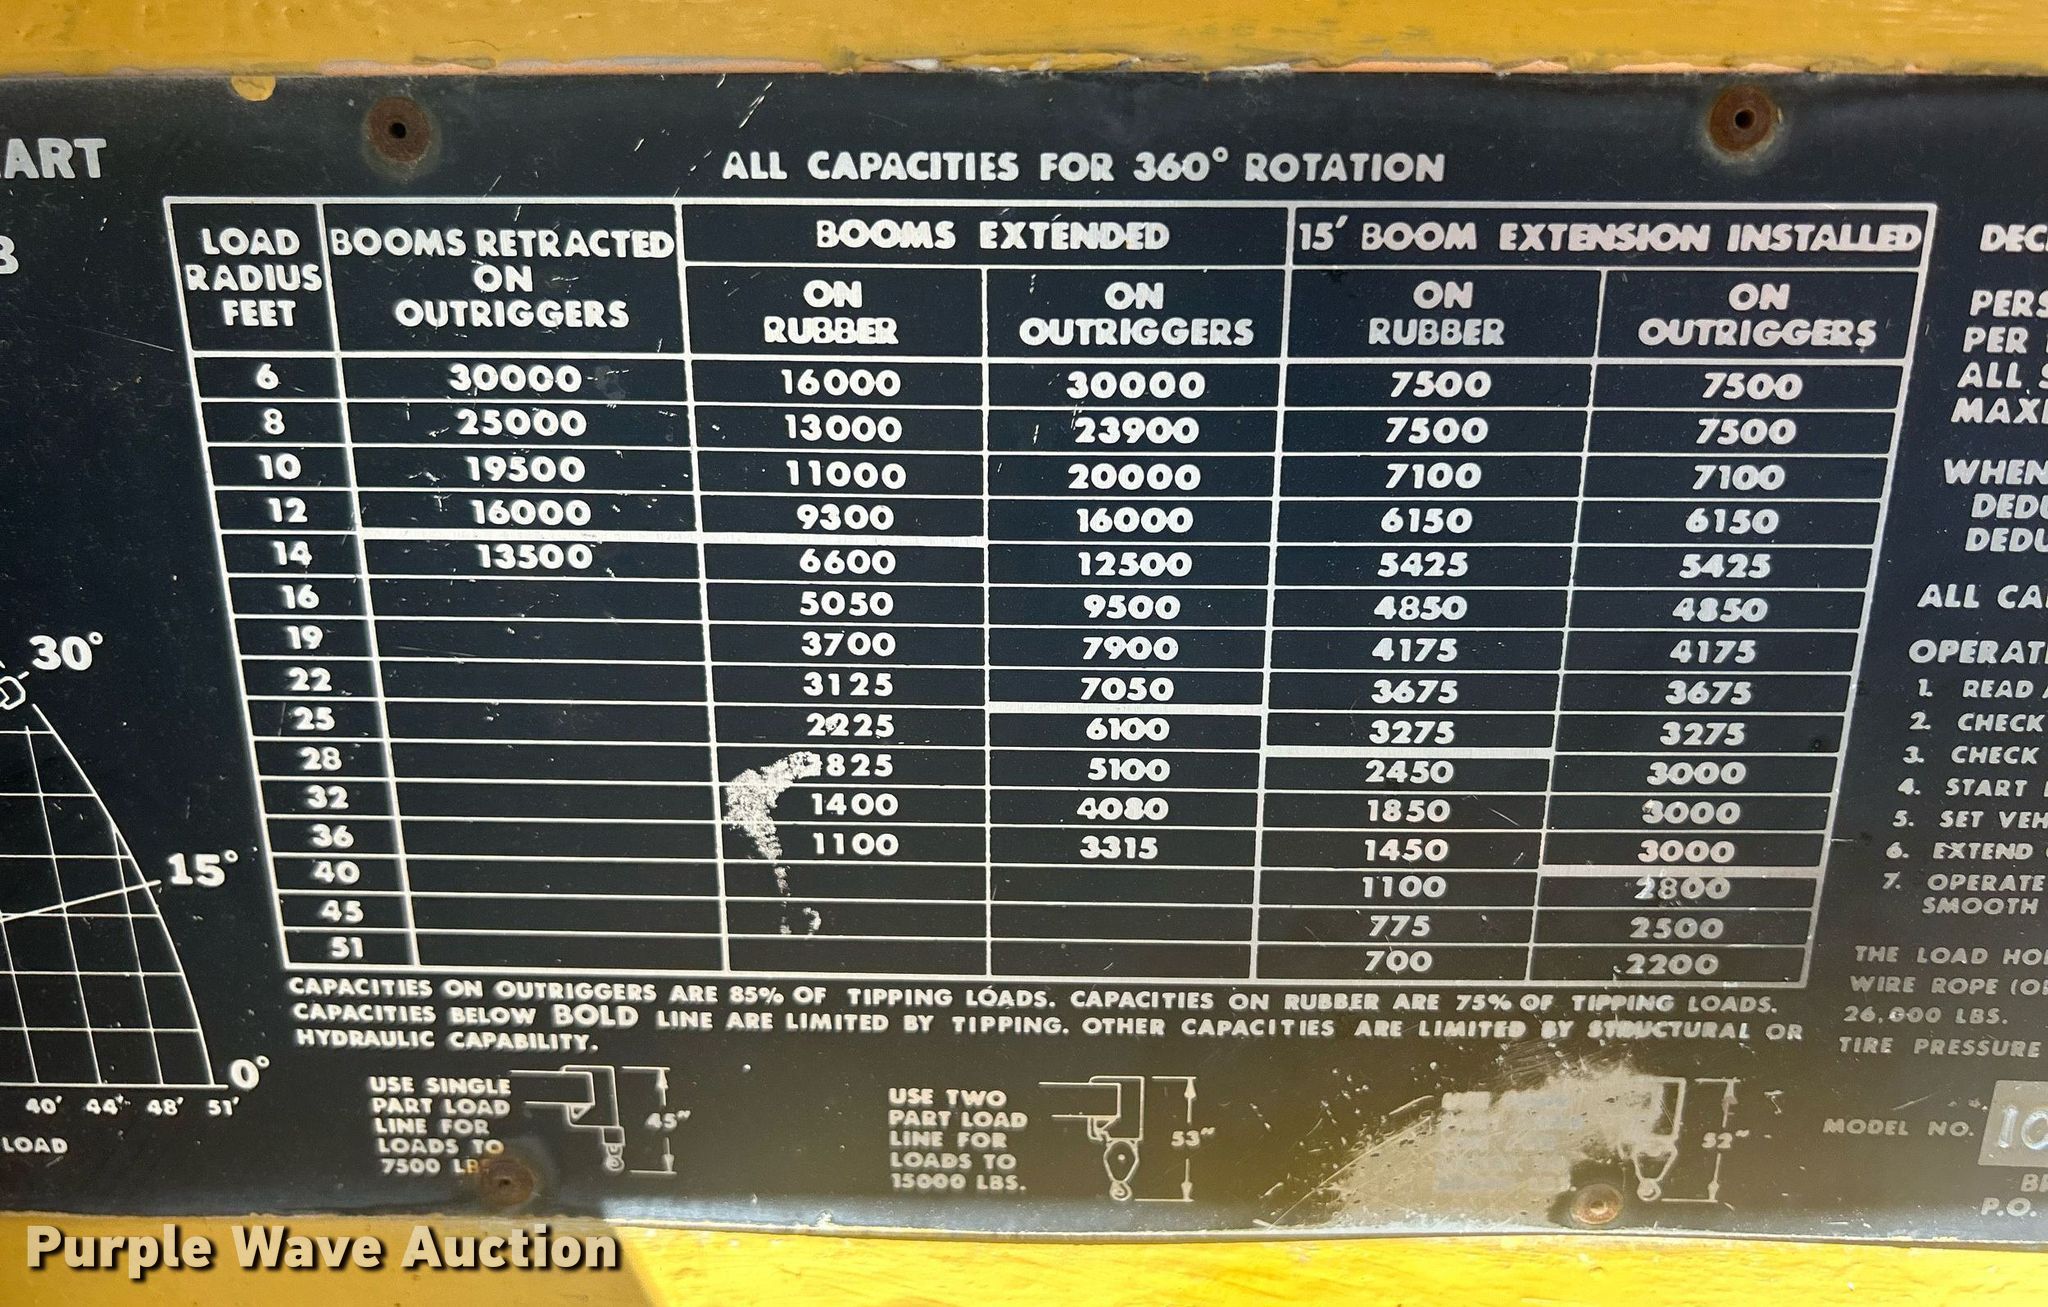 ART
ALL CAPACITIES FOR 360° ROTATION
LOAD RADIUS FEET
BOOMS RETRACTED ON OUTRIGGERS
BOOMS EXTENDED
15' BOOM EXTENSION INSTALLED
ON RUBBER
ON OUTRIGGERS
ON RUBBER
ON OUTRIGGERS
6 30000 16000 30000 7500 7500
8 25000 13000 23900 7500 7500
10 19500 11000 20000 7100 7100
12 16000 9300 16000 6150 6150
14 13500 6600 12500 5425 5425
16 5050 9500 4850 4850
19 3700 7900 4175 4175
22 3125 7050 3675 3675
25 2225 6100 3275 3275
28 1825 5100 2450 3000
32 1400 4080 1850 3000
36 1100 3315 1450 3000
40 1100 2800
45 775 2500
51 700 2200
CAPACITIES ON OUTRIGGERS ARE 85% OF TIPPING LOADS. CAPACITIES ON RUBBER ARE 75% OF TIPPING LOADS.
CAPACITIES BELOW BOLD LINE ARE LIMITED BY TIPPING. OTHER CAPACITIES ARE LIMITED BY STRUCTURAL OR
HYDRAULIC CAPABILITY.
30°
15°
0°
40' 44' 48' 51'
LOAD
USE SINGLE
PART LOAD
LINE FOR
LOADS TO
7500 LB
45"
USE TWO
PART LOAD
LINE FOR
LOADS TO
15000 LBS.
53"
52"
DEC
PERS
PER
ALL S
MAXI
WHEN
DEDU
DEDU
ALL CA
OPERATI
1. READ
2. CHECK
3. CHECK
4. START
5. SET VEH
6. EXTEND
7. OPERATE
SMOOTH
THE LOAD HO
WIRE ROPE (O
26,000 LBS.
TIRE PRESSURE
MODEL NO. 10
P.O.
Purple Wave Auction